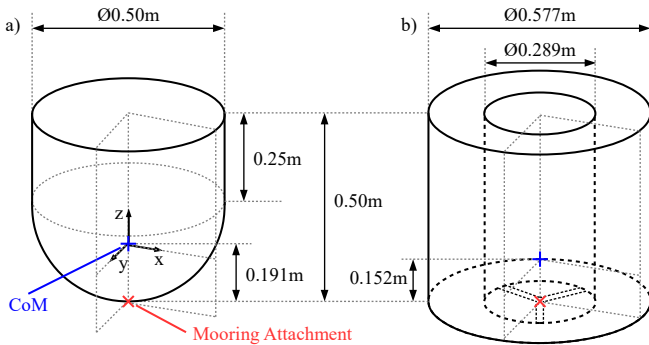 a)
Ø0.50m
b)
Ø0.577m
Ø0.289m
0.25m
0.50m
z
y
x
0.191m
0.152m
CoM
Mooring Attachment